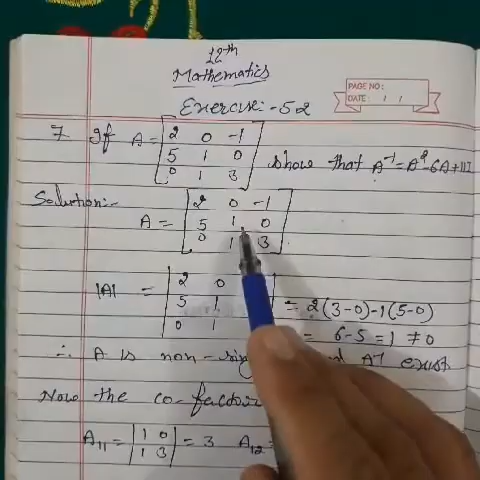 12th
Mathematics
PAGE NO:
DATE: / /
Exercise:-52
7. If A = [2 0 -1
5 1 0
0 1 3] show that A⁻¹=A²-6A+11I
Solution:-
A = [2 0 -1
5 1 0
0 1 3]
|A| = |2 0
5 1
0 1 = 2(3-0)-1(5-0)
= 6-5=1 ≠0
∴ A is non- A⁻¹ exist
Now the co-factor
A₁₁ = |1 0
1 3| = 3 A₁₂ =